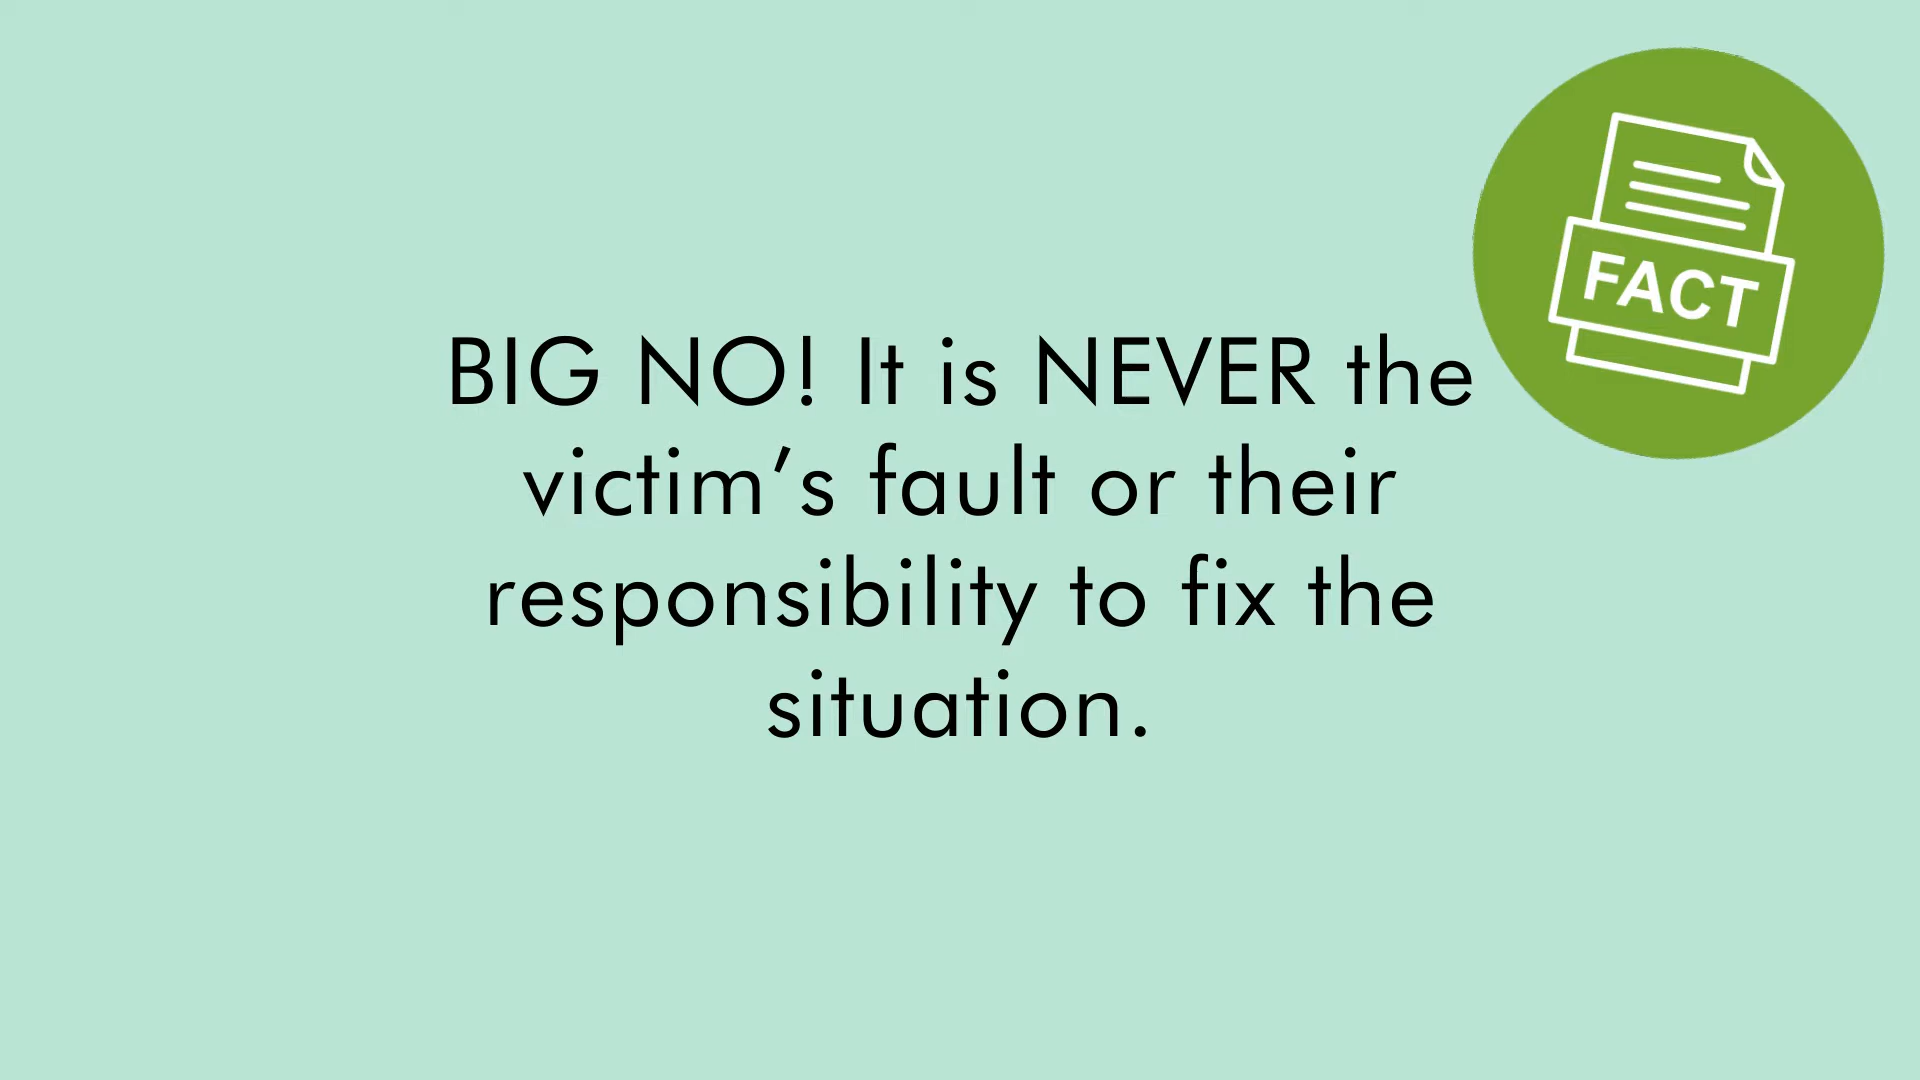 FACT
BIG NO! It is NEVER the
victim’s fault or their
responsibility to fix the
situation.